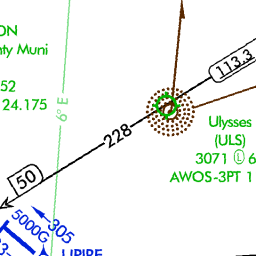 ON
nty Muni
52
24.175
6° E
113.3
228
Ulysses
(ULS)
3071 Ⓛ 6
AWOS-3PT 1
50
305
5000G
LIPIRE